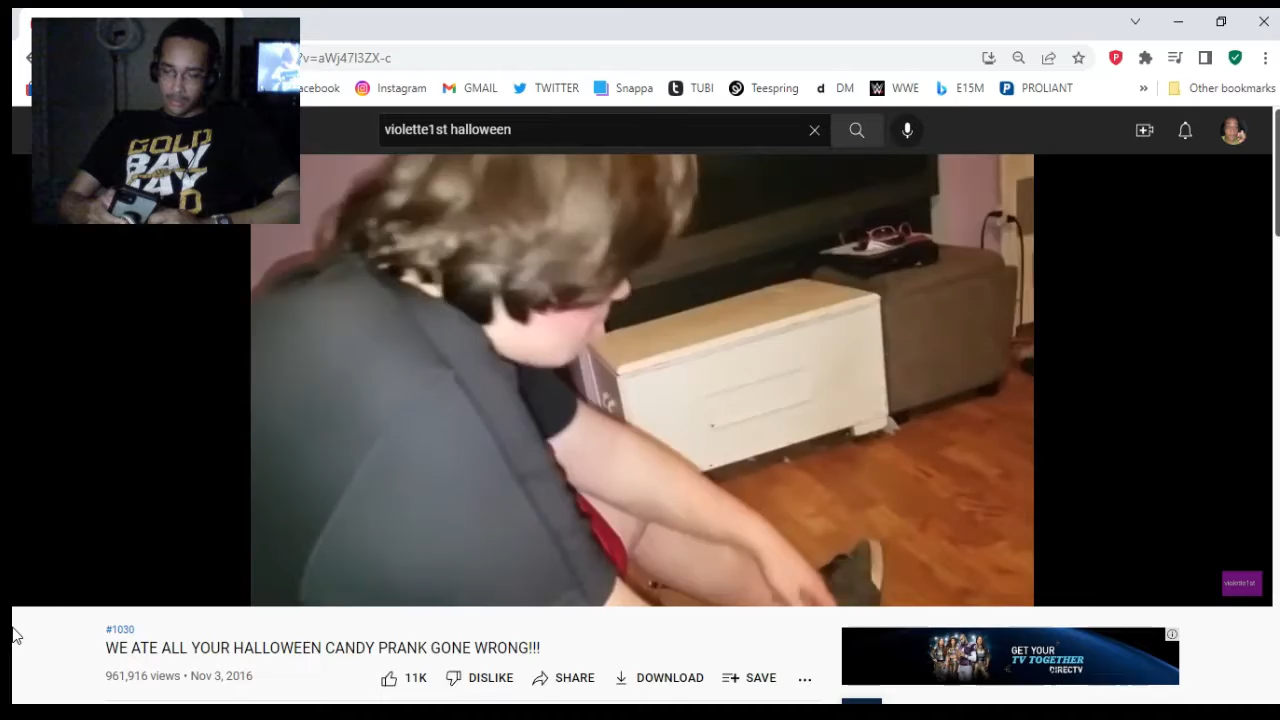 ?v=aWj47I3ZX-c
acebook Instagram GMAIL TWITTER Snappa TUBI Teespring DM WWE E15M PROLIANT » Other bookmarks
violette1st halloween
GOLD
violette1st
#1030
WE ATE ALL YOUR HALLOWEEN CANDY PRANK GONE WRONG!!!
961,916 views • Nov 3, 2016
11K DISLIKE SHARE DOWNLOAD SAVE ...
GET YOUR
TV TOGETHER
DIRECTV